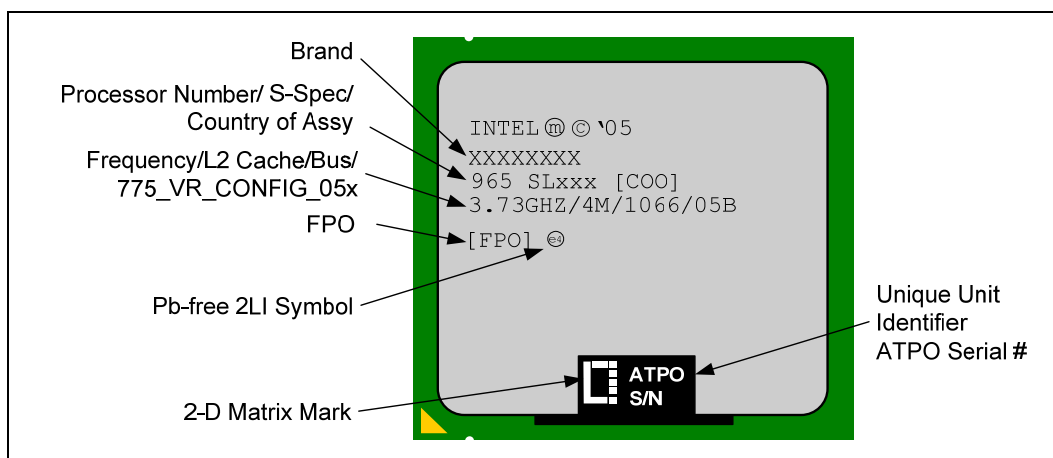 Brand
Processor Number/ S-Spec/
Country of Assy
Frequency/L2 Cache/Bus/
775_VR_CONFIG_05x
FPO
Pb-free 2LI Symbol
2-D Matrix Mark
INTEL ⓜ © '05
XXXXXXXX
965 SLxxx [COO]
3.73GHZ/4M/1066/05B
[FPO] e4
ATPO
S/N
Unique Unit
Identifier
ATPO Serial #